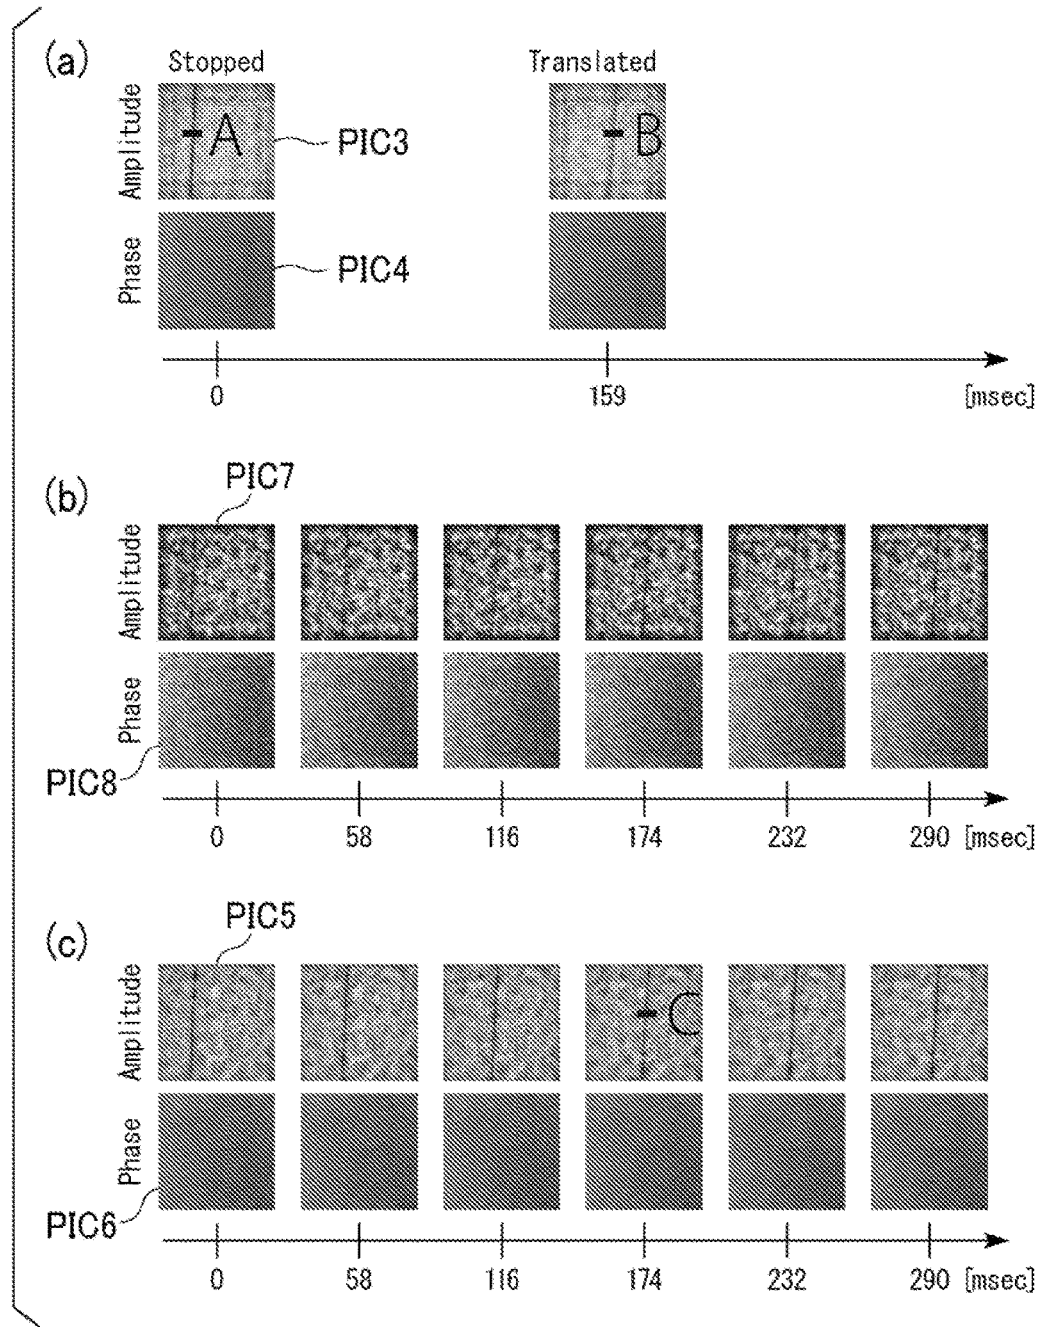 (a)
Stopped Translated
Amplitude
A PIC3 B
Phase
PIC4
0 159 [msec]
(b)
PIC7
Amplitude
Phase
PIC8
0 58 116 174 232 290 [msec]
(c)
PIC5
Amplitude
C
Phase
PIC6
0 58 116 174 232 290 [msec]